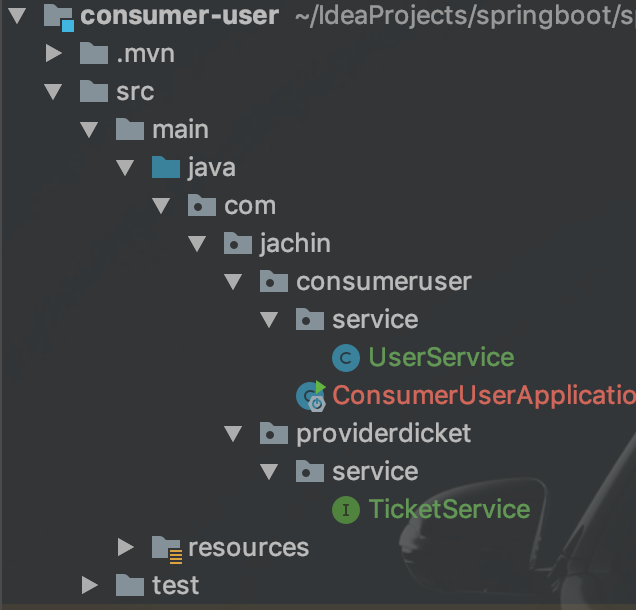 consumer-user ~/IdeaProjects/springboot/s
.mvn
src
main
java
com
jachin
consumeruser
service
C UserService
C ConsumerUserApplicatio
providerdicket
service
I TicketService
resources
test